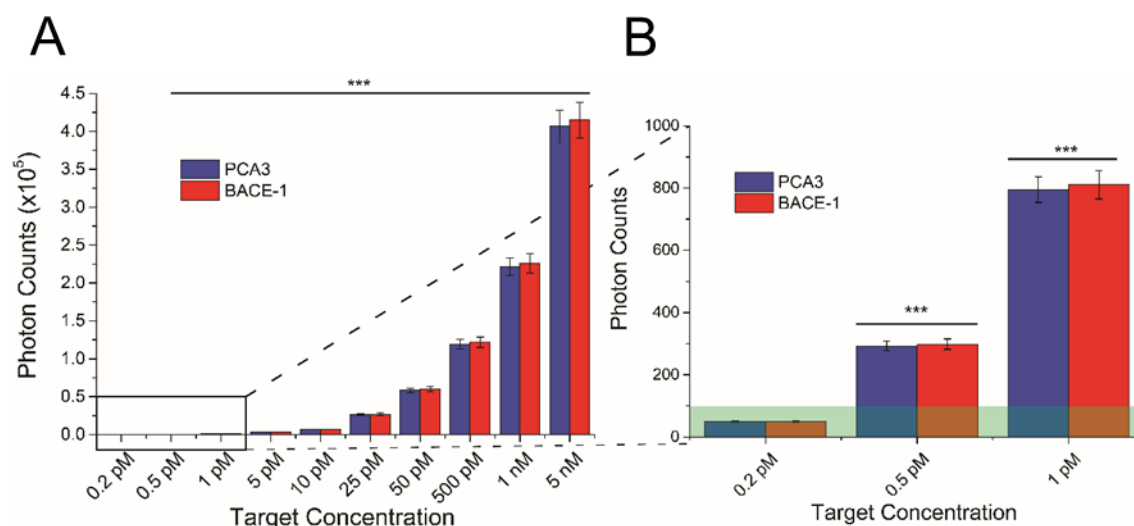 A
***
4.5
4.0
3.5
3.0
2.5
2.0
1.5
1.0
0.5
0.0
Photon Counts (x10⁵)
PCA3
BACE-1
0.2 pM
0.5 pM
1 pM
5 pM
10 pM
25 pM
50 pM
500 pM
1 nM
5 nM
Target Concentration
B
1000
800
600
400
200
0
Photon Counts
PCA3
BACE-1
***
***
0.2 pM
0.5 pM
1 pM
Target Concentration